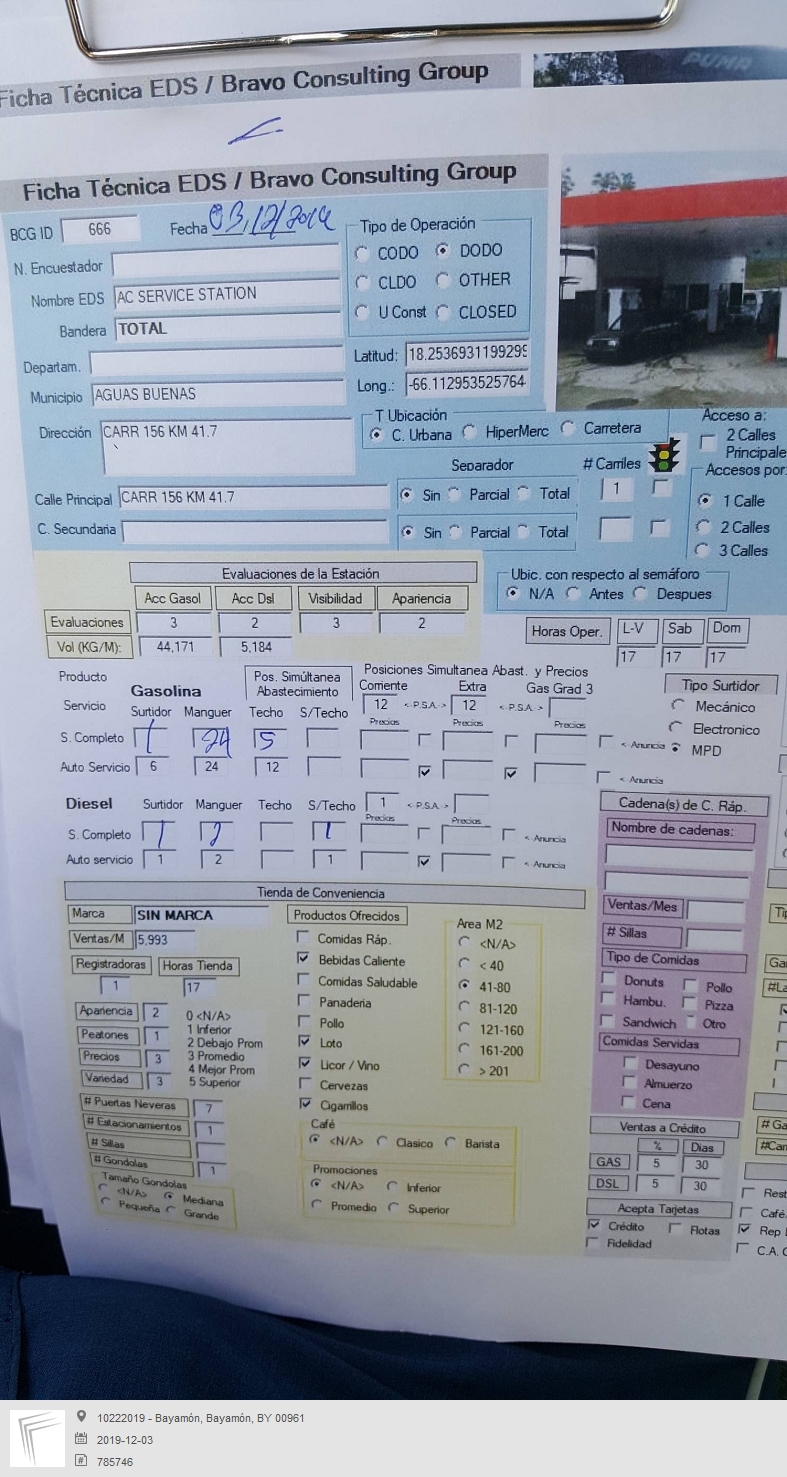 PUMA
Ficha Técnica EDS / Bravo Consulting Group
Ficha Técnica EDS / Bravo Consulting Group
BCG ID 666 Fecha Tipo de Operación
CODO DODO
N. Encuestador
CLDO OTHER
Nombre EDS AC SERVICE STATION
U Const CLOSED
Bandera TOTAL
Departam. Latitud: 18.2536931199299
Municipio AGUAS BUENAS Long.: -66.112953525764
Dirección CARR 156 KM 41.7
T Ubicación
C. Urbana HiperMerc Carretera
Acceso a:
2 Calles
Principale
Separador # Carriles
Accesos por:
Calle Principal CARR 156 KM 41.7 Sin Parcial Total 1
1 Calle
C. Secundaria Sin Parcial Total
2 Calles
3 Calles
Evaluaciones de la Estación
Ubic. con respecto al semáforo
N/A Antes Despues
Acc Gasol Acc Dsl Visibilidad Apariencia
Evaluaciones 3 2 3 2
Vol (KG/M): 44,171 5,184
Horas Oper. L-V Sab Dom
17 17 17
Producto Gasolina
Pos. Simúltanea Abastecimiento
Posiciones Simultanea Abast. y Precios
Corriente Extra Gas Grad 3
Tipo Surtidor
Servicio
Surtidor Manguer Techo S/Techo
12 <-P.S.A.-> 12 <-P.S.A.->
Precios Precios Precios
Mecánico
Electronico
MPD
S. Completo 1 24 5
<-Anuncia
Auto Servicio 6 24 12
<-Anuncia
Diesel Surtidor Manguer Techo S/Techo
1 <-P.S.A.->
Precios Precios
S. Completo 1 2 1
<-Anuncia
Auto servicio 1 2 1
<-Anuncia
Cadena(s) de C. Ráp.
Nombre de cadenas:
Ventas/Mes
# Sillas
Tipo de Comidas
Donuts Pollo
Hambu. Pizza
Sandwich Otro
Comidas Servidas
Desayuno
Almuerzo
Cena
Tienda de Conveniencia
Marca SIN MARCA
Ventas/M 5,993
Registradoras Horas Tienda
1 17
Apariencia 2
Peatones 1
Precios 3
Variedad 3
0 <N/A>
1 Inferior
2 Debajo Prom
3 Promedio
4 Mejor Prom
5 Superior
# Puertas Neveras 7
# Estacionamientos 1
# Sillas
# Gondolas 1
Tamaño Gondolas
<N/A> Mediana
Pequeña Grande
Productos Ofrecidos
Comidas Ráp.
Bebidas Caliente
Comidas Saludable
Panaderia
Pollo
Loto
Licor / Vino
Cervezas
Cigarrillos
Area M2
<N/A>
< 40
41-80
81-120
121-160
161-200
> 201
Café
<N/A> Clasico Barista
Promociones
<N/A> Inferior
Promedio Superior
Ventas a Crédito
% Dias
GAS 5 30
DSL 5 30
Acepta Tarjetas
Crédito Flotas
Fidelidad
# Ga
#Car
Rest
Café
Rep
C.A.
10222019 - Bayamón, Bayamón, BY 00961
2019-12-03
785746